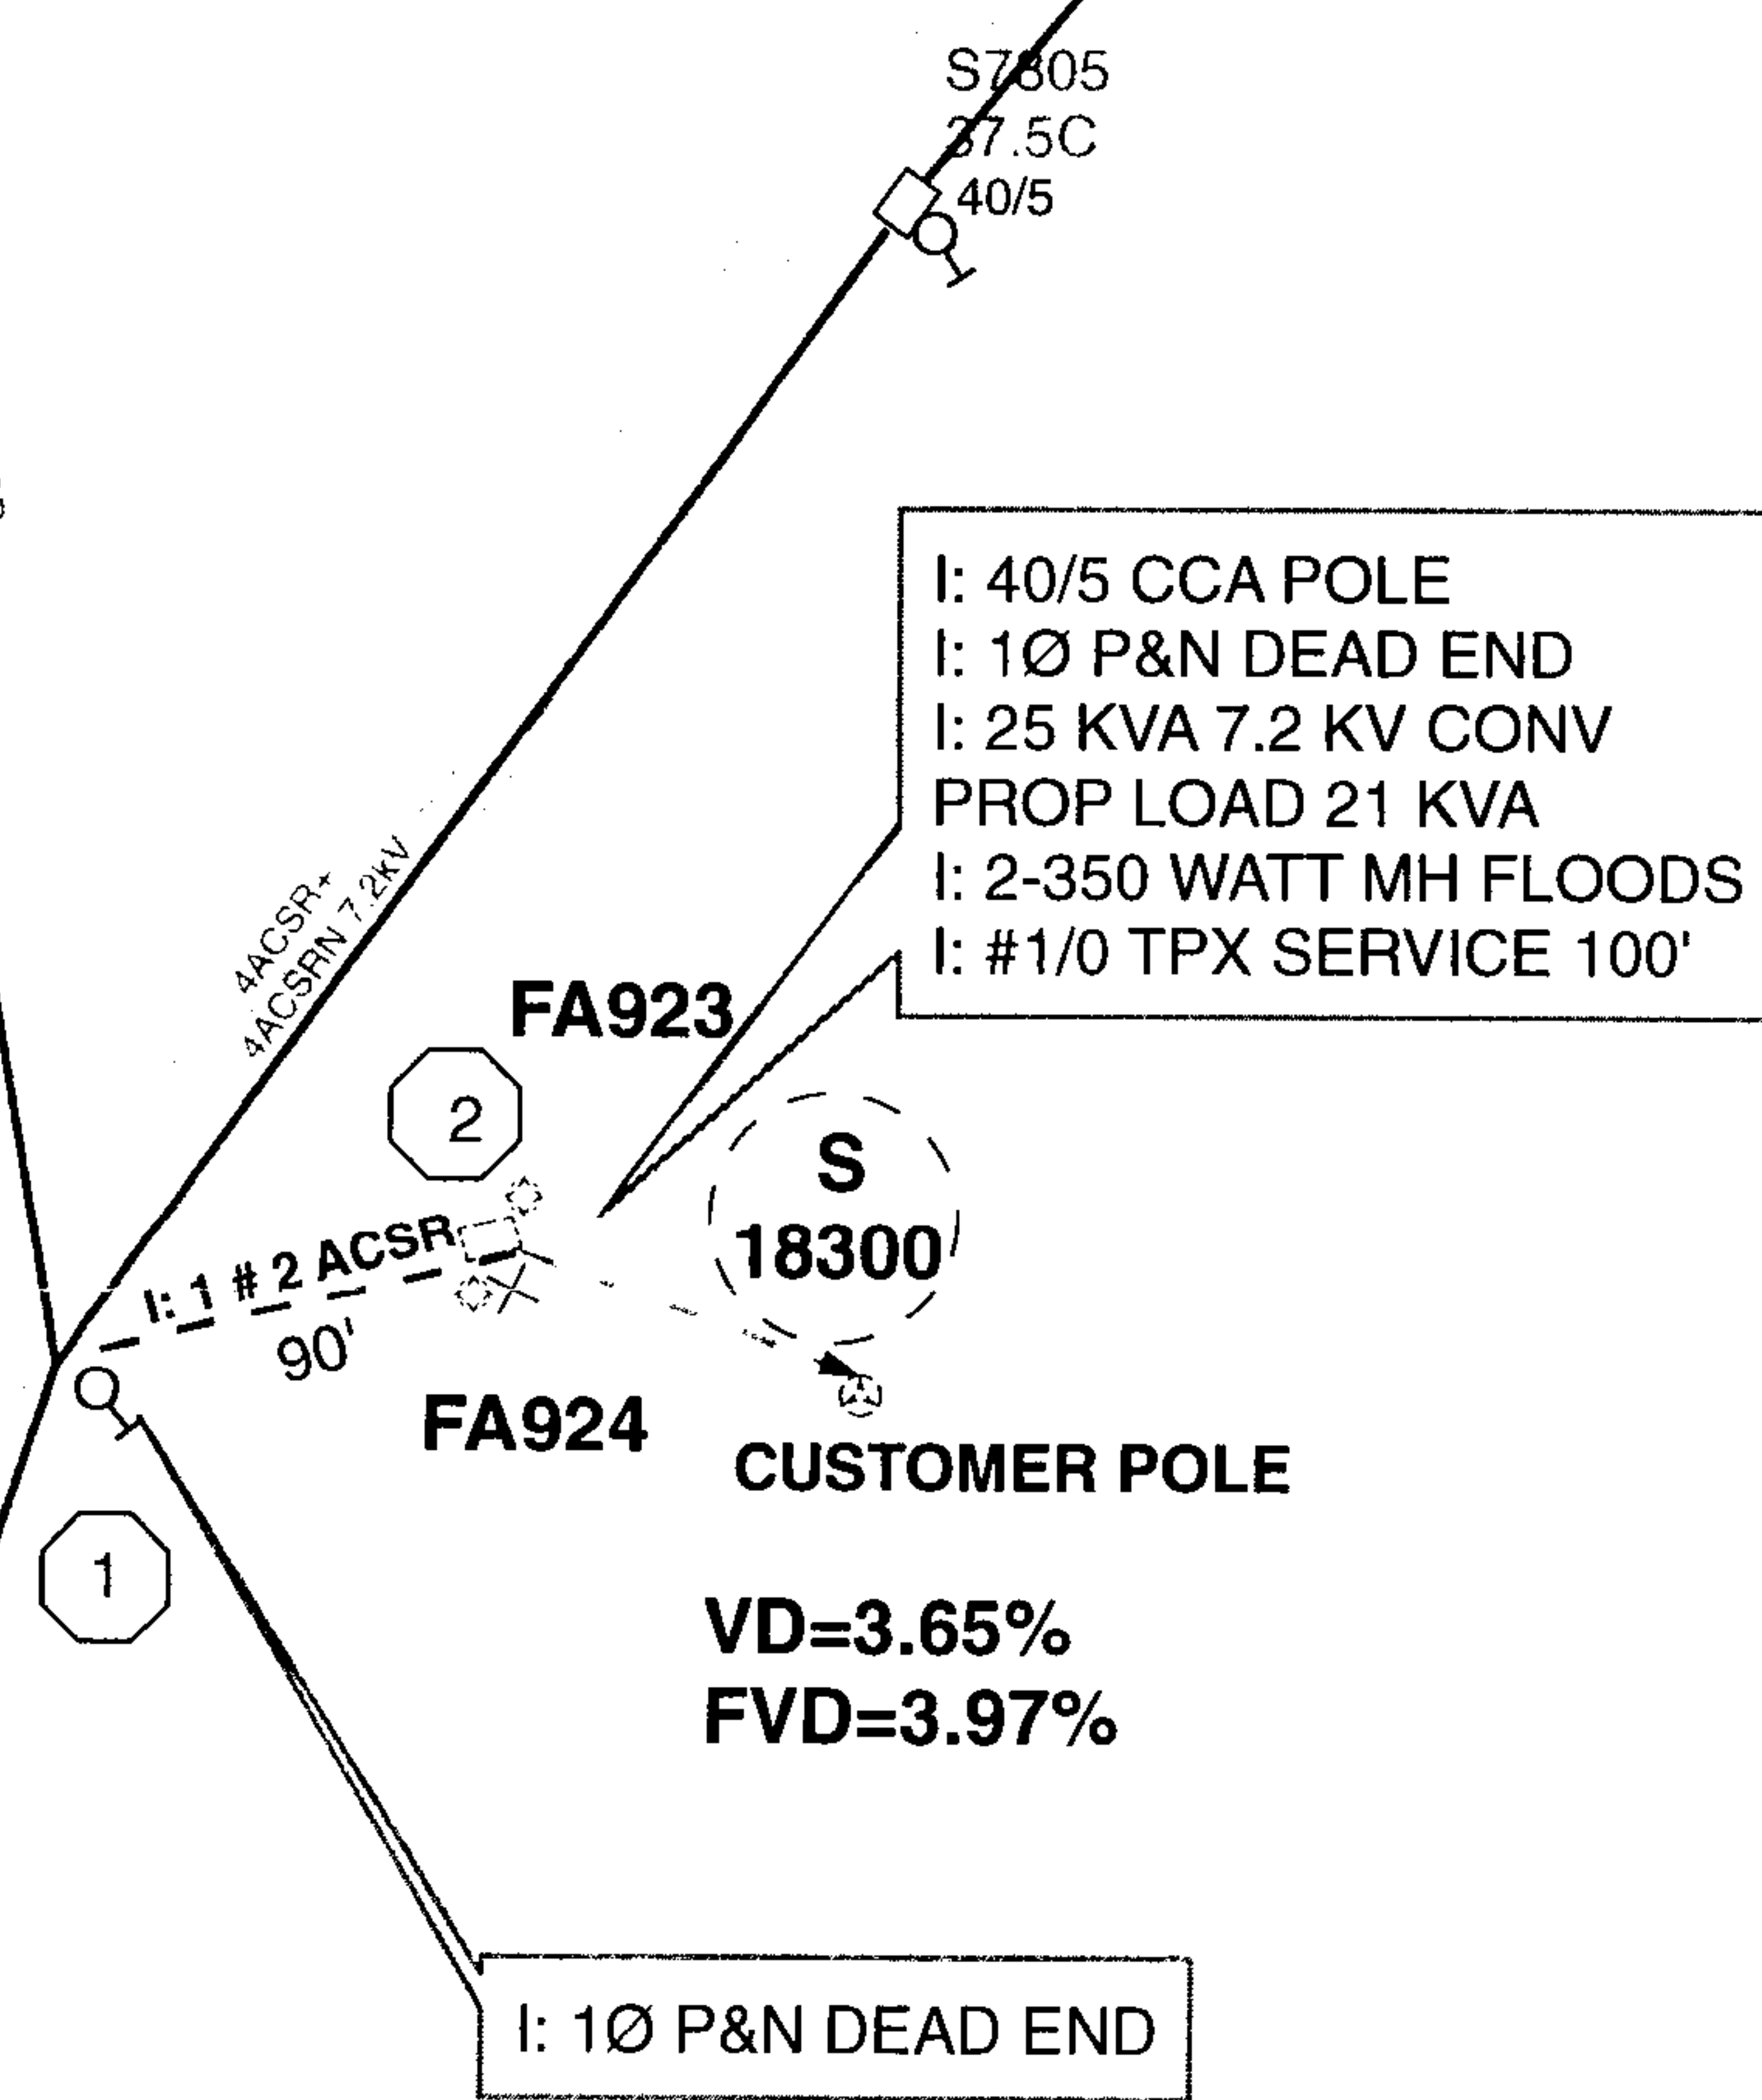 S7605
37.5C
40/5
I: 40/5 CCA POLE
I: 1Ø P&N DEAD END
I: 25 KVA 7.2 KV CONV
PROP LOAD 21 KVA
I: 2-350 WATT MH FLOODS
I: #1/0 TPX SERVICE 100'
4ACSR+
4ACSRN 7.2KV
FA923
2
S
18300
I: 1 # 2 ACSR
90'
FA924
CUSTOMER POLE
1
VD=3.65%
FVD=3.97%
I: 1Ø P&N DEAD END